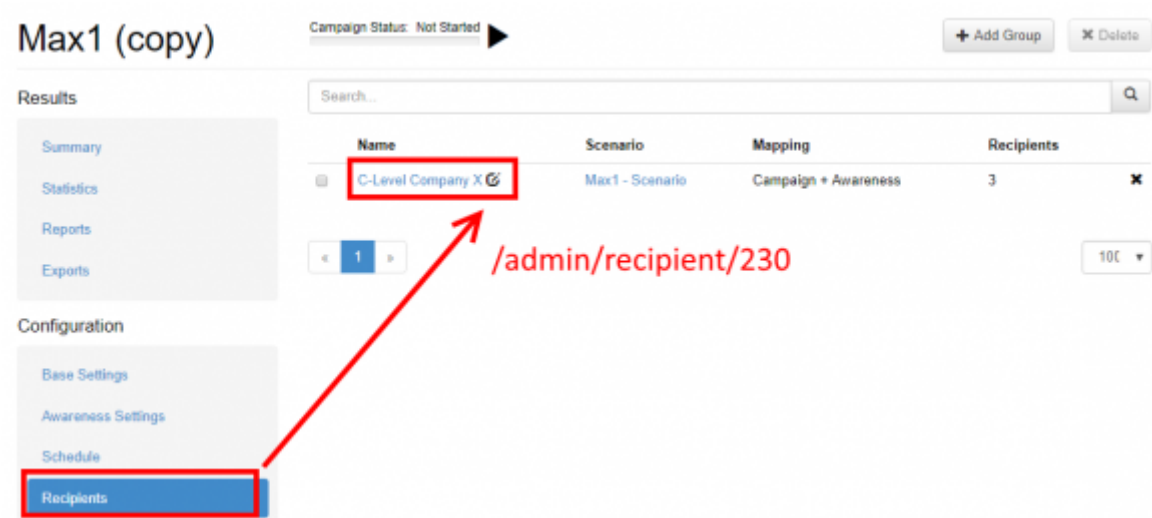 Max1 (copy)
Campaign Status: Not Started
Add Group
Delete
Results
Summary
Statistics
Reports
Exports
Configuration
Base Settings
Awareness Settings
Schedule
Recipients
Search...
Name Scenario Mapping Recipients
C-Level Company X Max1 - Scenario Campaign + Awareness 3
« 1 »
/admin/recipient/230